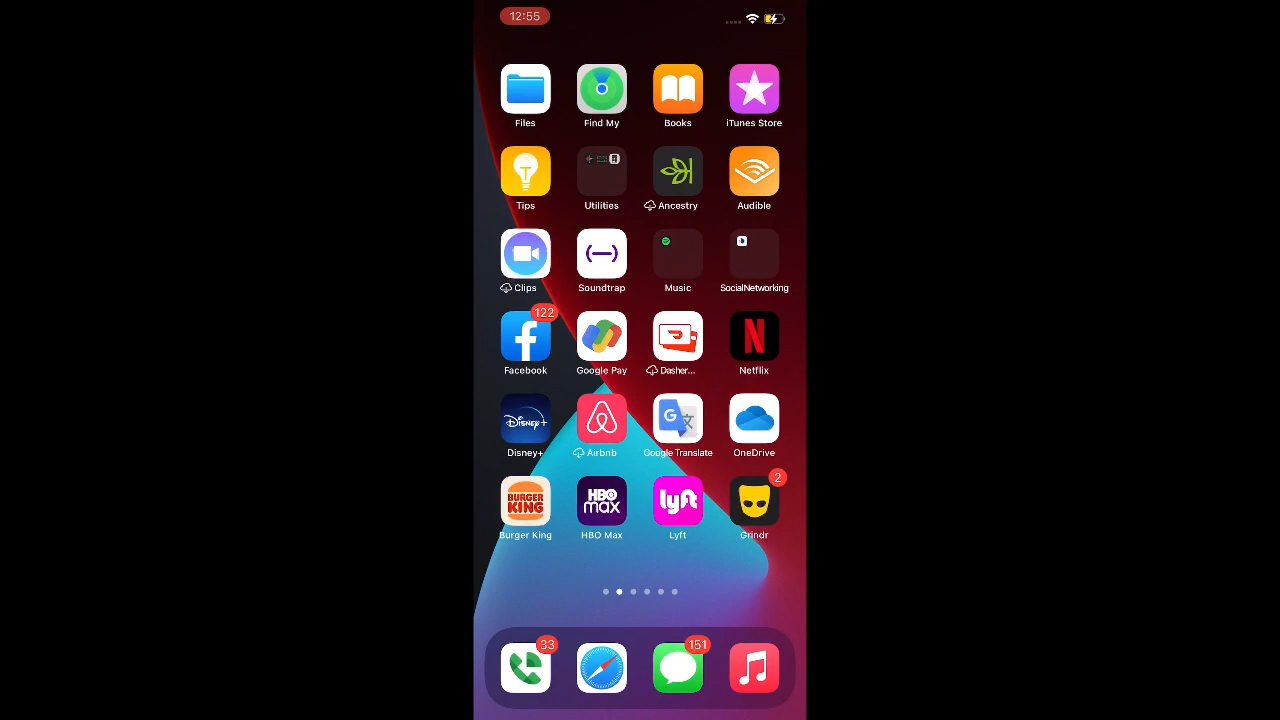 12:55
Files Find My Books iTunes Store
T
Tips Utilities Ancestry Audible
Clips Soundtrap Music SocialNetworking
122
Facebook Google Pay Dasher... Netflix
Disney+ G 文
Disney+ Airbnb Google Translate OneDrive
2
BURGER KING HBO max lyft
Burger King HBO Max Lyft Grindr
33 151